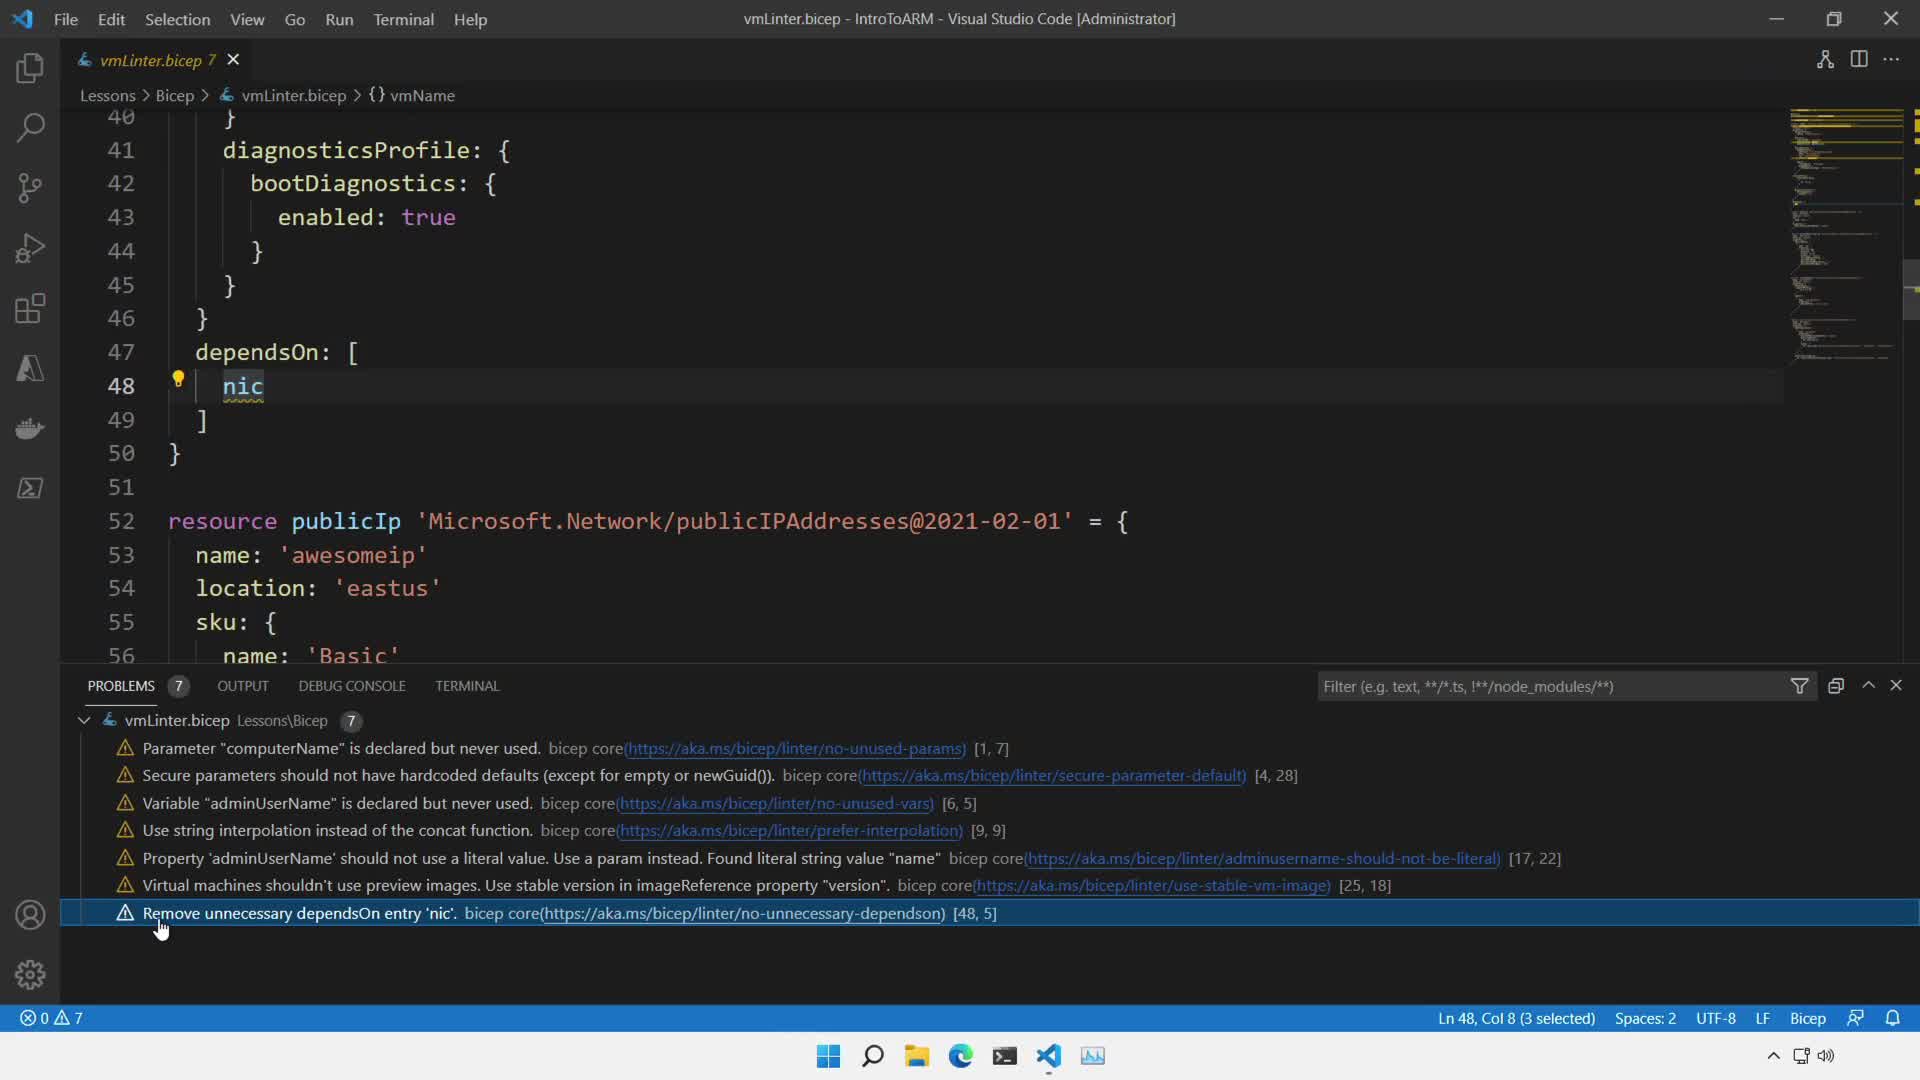 File Edit Selection View Go Run Terminal Help
vmLinter.bicep - IntroToARM - Visual Studio Code [Administrator]
vmLinter.bicep 7
Lessons > Bicep > vmLinter.bicep > {} vmName
40 }
41 diagnosticsProfile: {
42 bootDiagnostics: {
43 enabled: true
44 }
45 }
46 }
47 dependsOn: [
48 nic
49 ]
50 }
51
52 resource publicIp 'Microsoft.Network/publicIPAddresses@2021-02-01' = {
53 name: 'awesomeip'
54 location: 'eastus'
55 sku: {
56 name: 'Basic'
PROBLEMS 7 OUTPUT DEBUG CONSOLE TERMINAL
Filter (e.g. text, **/*.ts, !**/node_modules/**)
vmLinter.bicep Lessons\Bicep 7
Parameter "computerName" is declared but never used. bicep core(https://aka.ms/bicep/linter/no-unused-params) [1, 7]
Secure parameters should not have hardcoded defaults (except for empty or newGuid()). bicep core(https://aka.ms/bicep/linter/secure-parameter-default) [4, 28]
Variable "adminUserName" is declared but never used. bicep core(https://aka.ms/bicep/linter/no-unused-vars) [6, 5]
Use string interpolation instead of the concat function. bicep core(https://aka.ms/bicep/linter/prefer-interpolation) [9, 9]
Property 'adminUserName' should not use a literal value. Use a param instead. Found literal string value "name" bicep core(https://aka.ms/bicep/linter/adminusername-should-not-be-literal) [17, 22]
Virtual machines shouldn't use preview images. Use stable version in imageReference property "version". bicep core(https://aka.ms/bicep/linter/use-stable-vm-image) [25, 18]
Remove unnecessary dependsOn entry 'nic'. bicep core(https://aka.ms/bicep/linter/no-unnecessary-dependson) [48, 5]
0 7
Ln 48, Col 8 (3 selected) Spaces: 2 UTF-8 LF Bicep